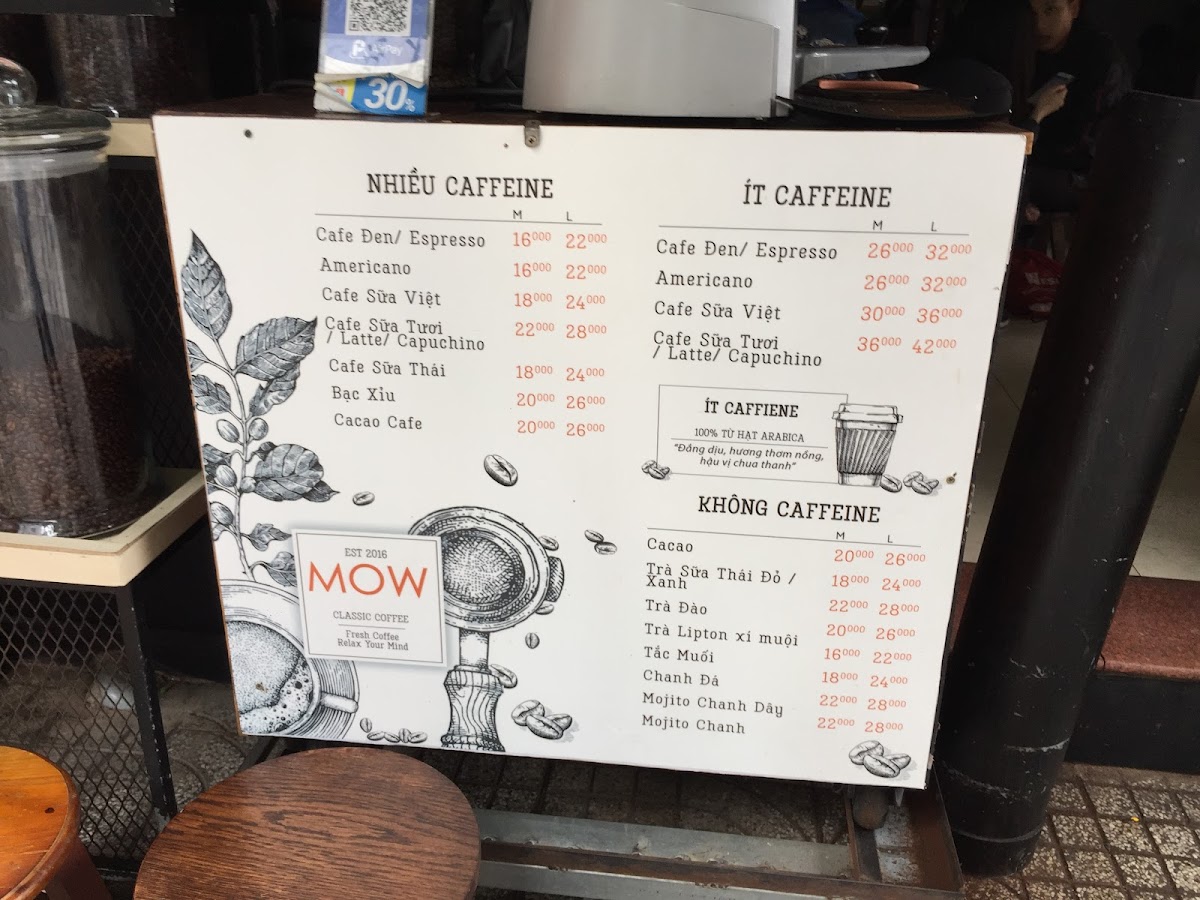 AirPay
30%
NHIỀU CAFFEINE
M L
Cafe Đen/ Espresso 16000 22000
Americano 16000 22000
Cafe Sữa Việt 18000 24000
Cafe Sữa Tươi
/ Latte/ Capuchino 22000 28000
Cafe Sữa Thái 18000 24000
Bạc Xỉu 20000 26000
Cacao Cafe 20000 26000
EST 2016
MOW
CLASSIC COFFEE
Fresh Coffee
Relax Your Mind
ÍT CAFFEINE
M L
Cafe Đen/ Espresso 26000 32000
Americano 26000 32000
Cafe Sữa Việt 30000 36000
Cafe Sữa Tươi
/ Latte/ Capuchino 36000 42000
ÍT CAFFIENE
100% TỪ HẠT ARABICA
"Đắng dịu, hương thơm nồng,
hậu vị chua thanh"
KHÔNG CAFFEINE
M L
Cacao 20000 26000
Trà Sữa Thái Đỏ /
Xanh 18000 24000
Trà Đào 22000 28000
Trà Lipton xí muội 20000 26000
Tắc Muối 16000 22000
Chanh Đá 18000 24000
Mojito Chanh Dây 22000 28000
Mojito Chanh 22000 28000